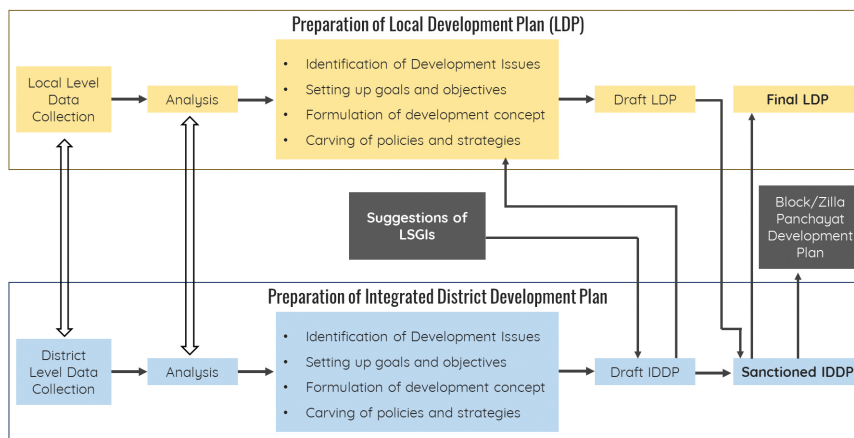 Preparation of Local Development Plan (LDP)
Local Level
Data
Collection
Analysis
• Identification of Development Issues
• Setting up goals and objectives
• Formulation of development concept
• Carving of policies and strategies
Draft LDP
Final LDP
Suggestions of
LSGIs
Block/Zilla
Panchayat
Development
Plan
Preparation of Integrated District Development Plan
District
Level Data
Collection
Analysis
• Identification of Development Issues
• Setting up goals and objectives
• Formulation of development concept
• Carving of policies and strategies
Draft IDDP
Sanctioned IDDP